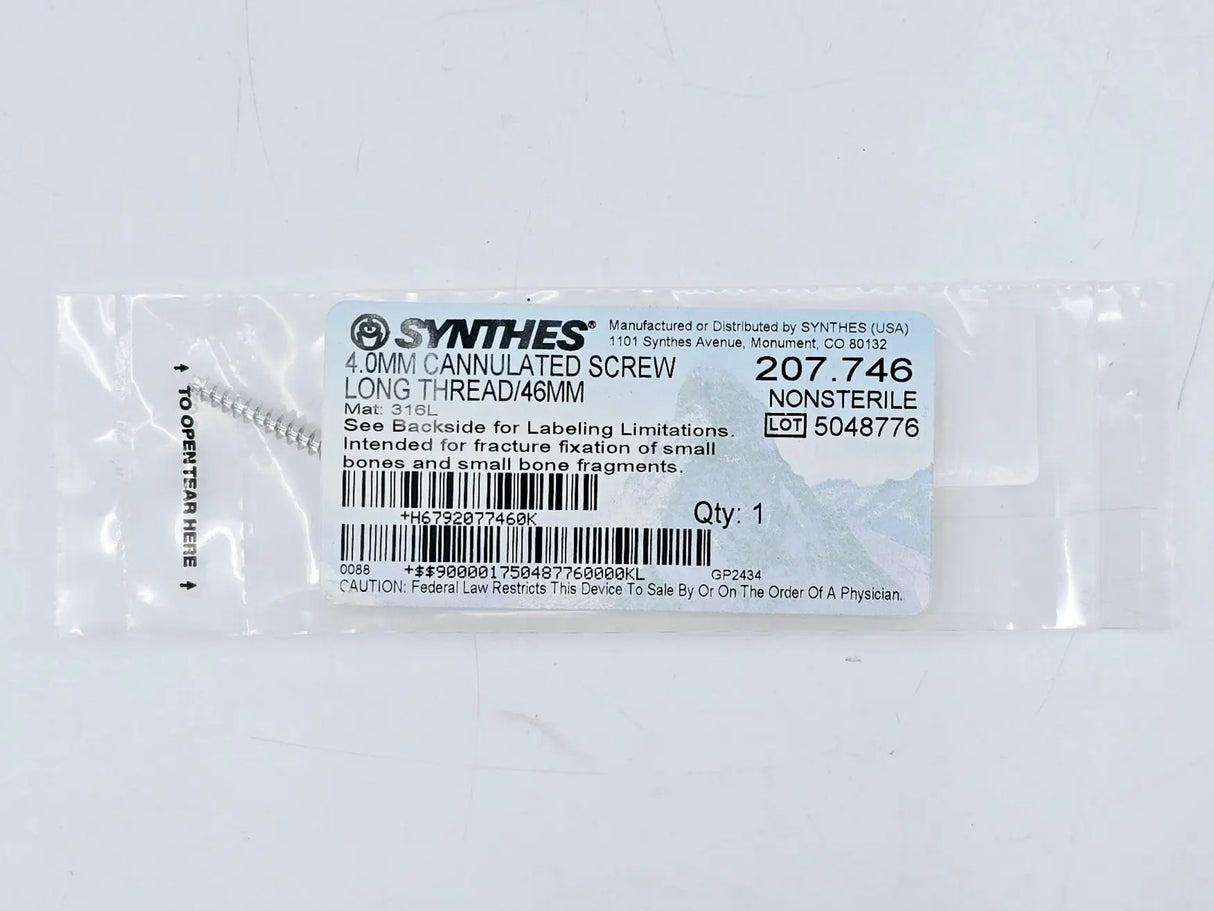 SYNTHES®
Manufactured or Distributed by SYNTHES (USA)
1101 Synthes Avenue, Monument, CO 80132
4.0MM CANNULATED SCREW
LONG THREAD/46MM
207.746
NONSTERILE
LOT 5048776
Mat: 316L
See Backside for Labeling Limitations.
Intended for fracture fixation of small
bones and small bone fragments.
+H6792077460K
Qty: 1
0088 +$$900001750487760000KL GP2434
CAUTION: Federal Law Restricts This Device To Sale By Or On The Order Of A Physician.
TO OPEN TEAR HERE